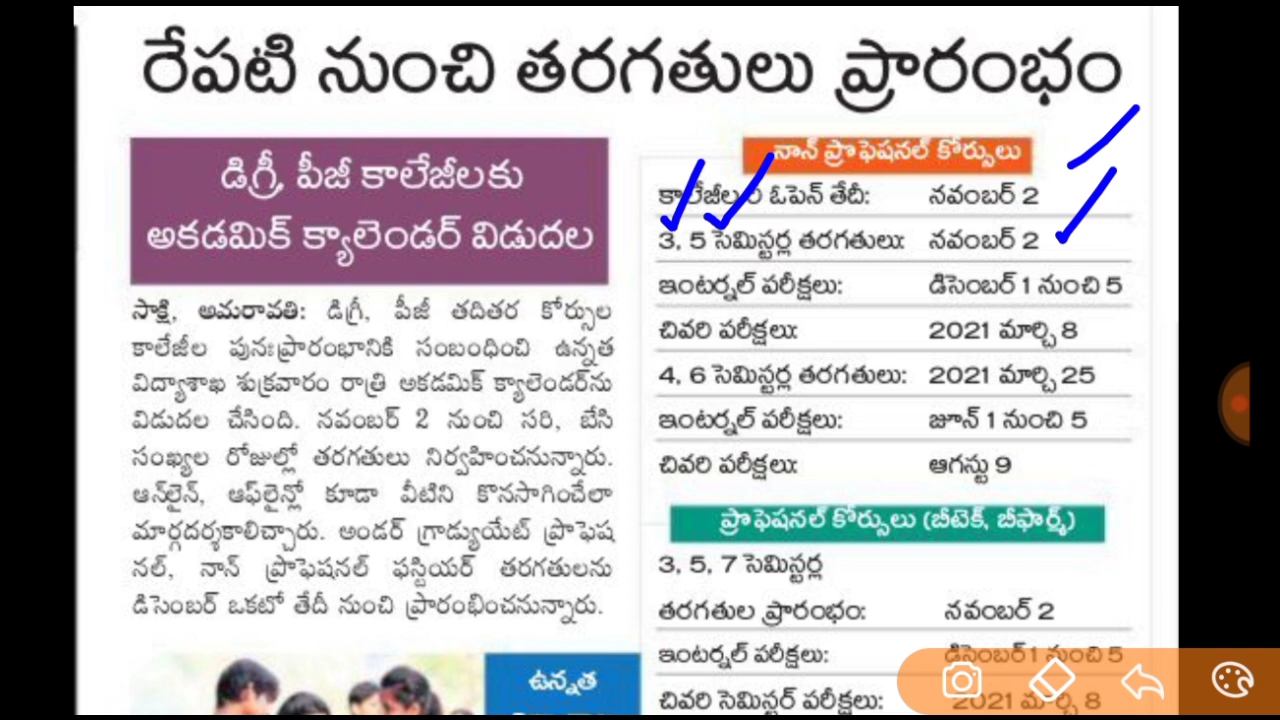 రేపటి నుంచి తరగతులు ప్రారంభం
డిగ్రీ, పీజీ కాలేజీలకు
అకడమిక్ క్యాలెండర్ విడుదల
సాక్షి, అమరావతి: డిగ్రీ, పీజీ తదితర కోర్సుల
కాలేజీల పునఃప్రారంభానికి సంబంధించి ఉన్నత
విద్యాశాఖ శుక్రవారం రాత్రి అకడమిక్ క్యాలెండర్‌ను
విడుదల చేసింది. నవంబర్ 2 నుంచి సరి, బేసి
సంఖ్యల రోజుల్లో తరగతులు నిర్వహించనున్నారు.
ఆన్‌లైన్, ఆఫ్‌లైన్లో కూడా వీటిని కొనసాగించేలా
మార్గదర్శకాలిచ్చారు. అండర్ గ్రాడ్యుయేట్ ప్రొఫెష
నల్, నాన్ ప్రొఫెషనల్ ఫస్టియర్ తరగతులను
డిసెంబర్ ఒకటో తేదీ నుంచి ప్రారంభించనున్నారు.
ఉన్నత
నాన్ ప్రొఫెషనల్ కోర్సులు
కాలేజీల ఓపెన్ తేదీ: నవంబర్ 2
3, 5 సెమిస్టర్ల తరగతులు: నవంబర్ 2
ఇంటర్నల్ పరీక్షలు: డిసెంబర్ 1 నుంచి 5
చివరి పరీక్షలు: 2021 మార్చి 8
4, 6 సెమిస్టర్ల తరగతులు: 2021 మార్చి 25
ఇంటర్నల్ పరీక్షలు: జూన్ 1 నుంచి 5
చివరి పరీక్షలు: ఆగస్టు 9
ప్రొఫెషనల్ కోర్సులు (బీటెక్, బీఫార్మ్)
3, 5, 7 సెమిస్టర్ల
తరగతుల ప్రారంభం: నవంబర్ 2
ఇంటర్నల్ పరీక్షలు: డిసెంబర్ 1 నుంచి 5
చివరి సెమిస్టర్ పరీక్షలు: 2021 మార్చి 8